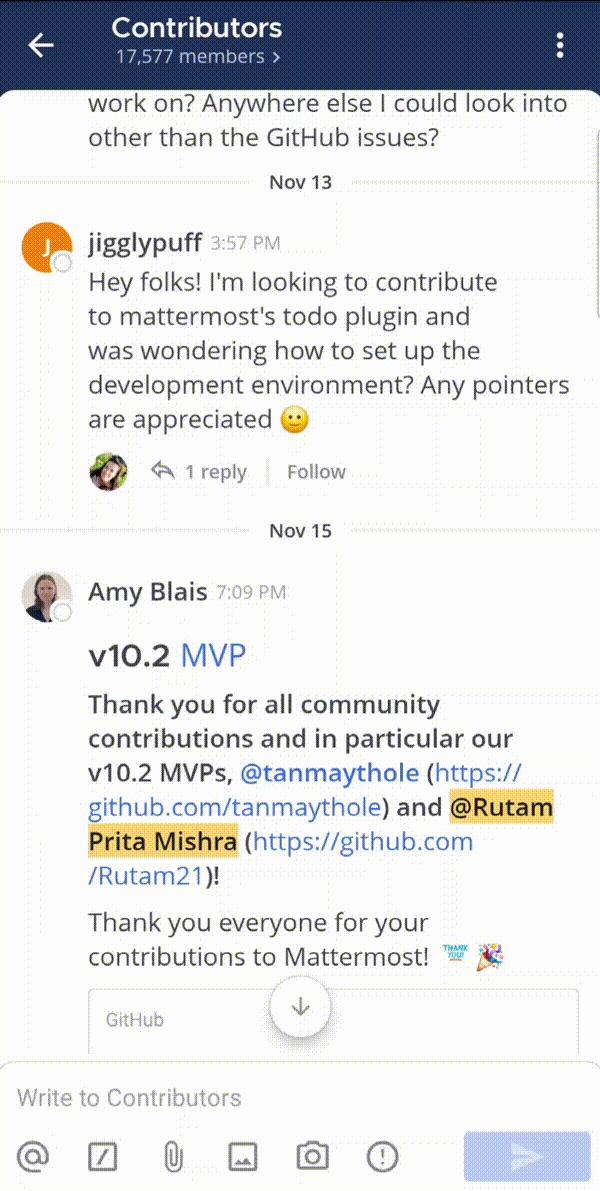 Contributors
17,577 members >
work on? Anywhere else I could look into
other than the GitHub issues?
Nov 13
J
jigglypuff 3:57 PM
Hey folks! I'm looking to contribute
to mattermost's todo plugin and
was wondering how to set up the
development environment? Any pointers
are appreciated 🙂
1 reply
Follow
Nov 15
Amy Blais 7:09 PM
v10.2 MVP
Thank you for all community
contributions and in particular our
v10.2 MVPs, @tanmaythole (https://
github.com/tanmaythole) and @Rutam
Prita Mishra (https://github.com
/Rutam21)!
Thank you everyone for your
contributions to Mattermost! THANK YOU! 🎉
GitHub
Write to Contributors